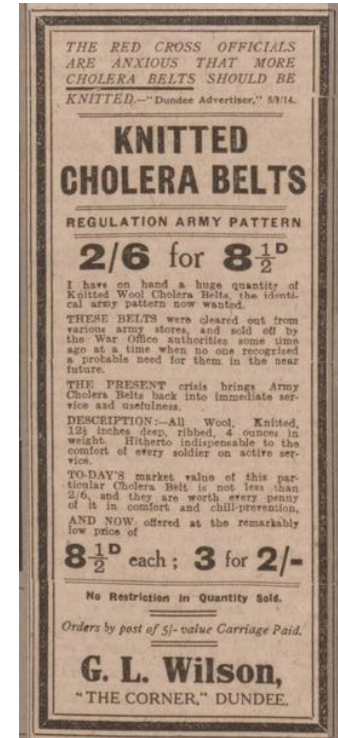 THE RED CROSS OFFICIALS
ARE ANXIOUS THAT MORE
CHOLERA BELTS SHOULD BE
KNITTED.—"Dundee Advertiser," 5/9/14.
KNITTED
CHOLERA BELTS
REGULATION ARMY PATTERN
2/6 for 8½D
I have on hand a huge quantity of
Knitted Wool Cholera Belts, the identi-
cal army pattern now wanted.
THESE BELTS were cleared out from
various army stores, and sold off by
the War Office authorities some time
ago at a time when no one recognised
a probable need for them in the near
future.
THE PRESENT crisis brings Army
Cholera Belts back into immediate ser-
vice and usefulness.
DESCRIPTION:—All Wool, Knitted,
12½ inches deep, ribbed, 4 ounces in
weight. Hitherto indispensable to the
comfort of every soldier on active ser-
vice.
TO-DAY'S market value of this par-
ticular Cholera Belt is not less than
2/6, and they are worth every penny
of it in comfort and chill-prevention,
AND NOW offered at the remarkably
low price of
8½D each; 3 for 2/-
No Restriction in Quantity Sold.
Orders by post of 5/- value Carriage Paid.
G. L. Wilson,
"THE CORNER," DUNDEE.